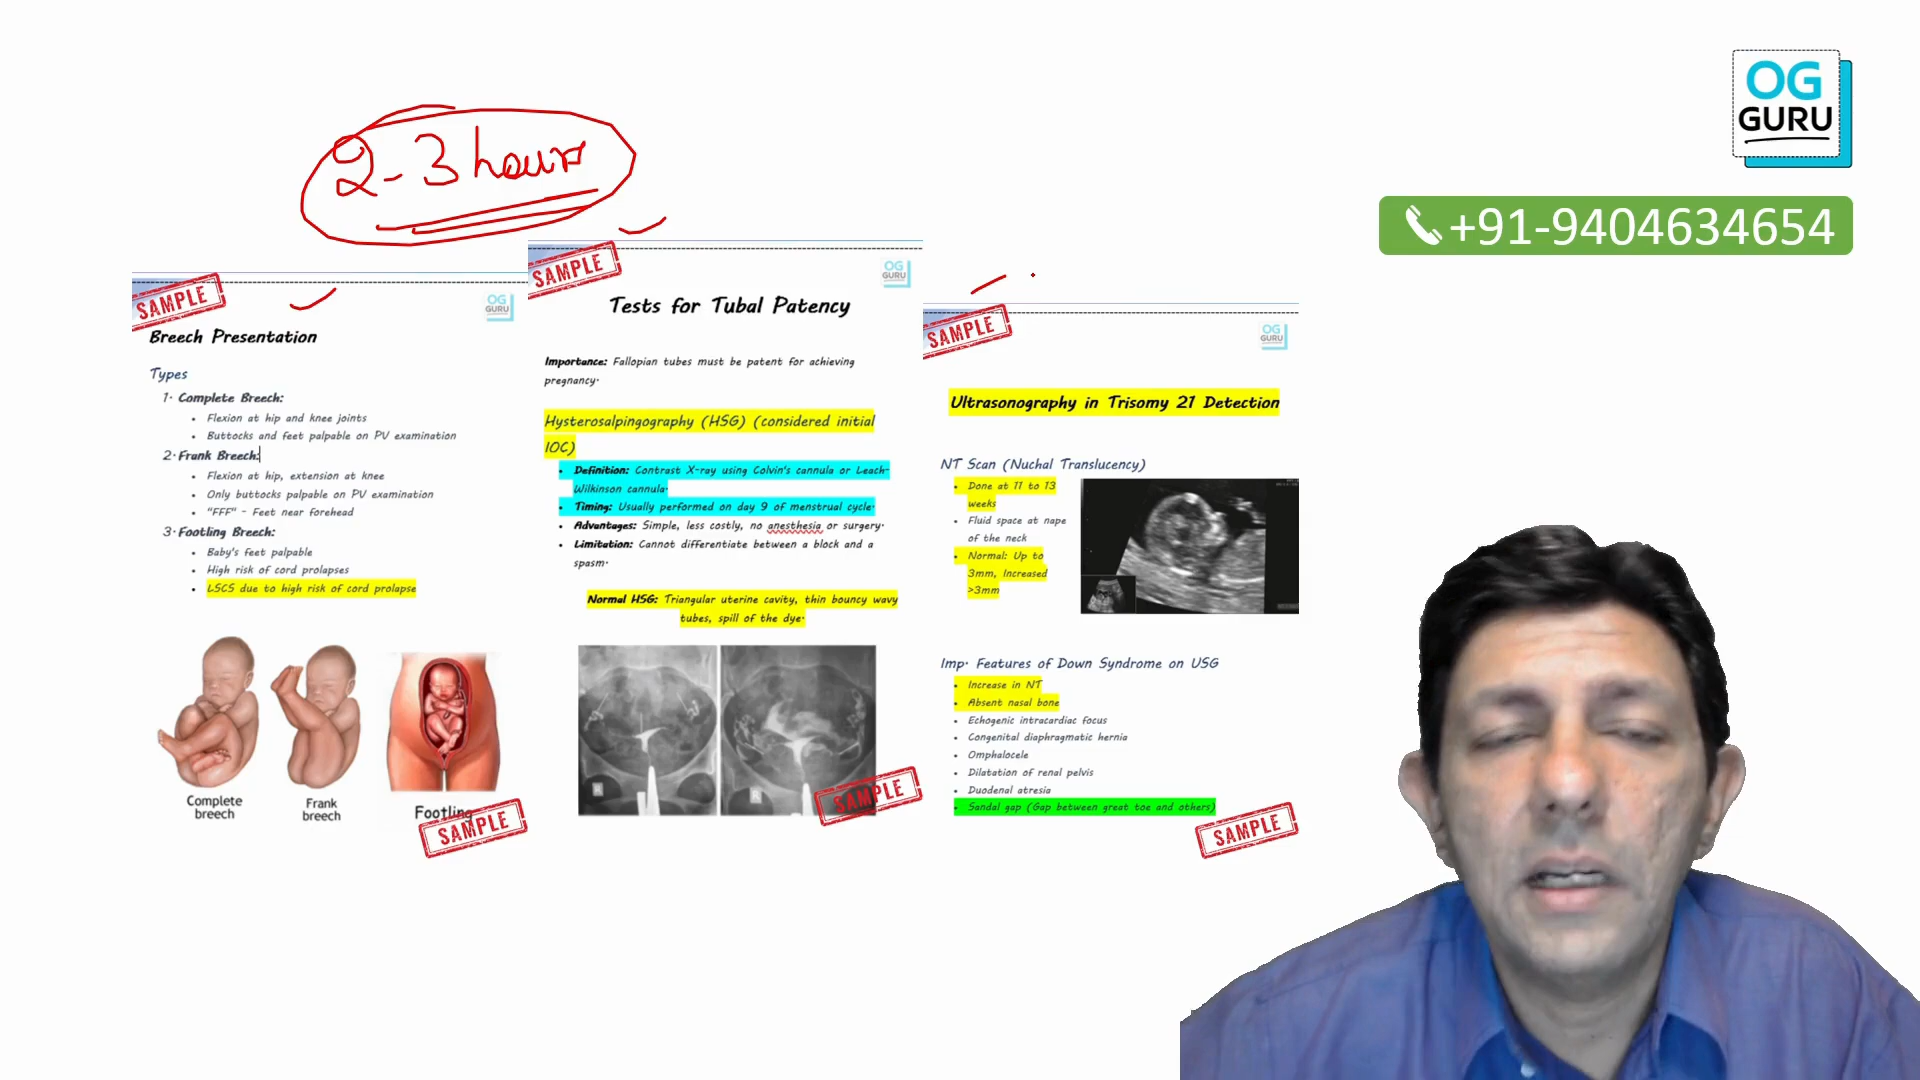 OG
GURU
+91-9404634654
2-3 hours
SAMPLE
OG
GURU
Breech Presentation
Types
1. Complete Breech:
• Flexion at hip and knee joints
• Buttocks and feet palpable on PV examination
2. Frank Breech:
• Flexion at hip, extension at knee
• Only buttocks palpable on PV examination
• "FFF" - Feet near forehead
3. Footling Breech:
• Baby's feet palpable
• High risk of cord prolapses
• LSCS due to high risk of cord prolapse
Complete
breech
Frank
breech
Footling
SAMPLE
SAMPLE
OG
GURU
Tests for Tubal Patency
Importance: Fallopian tubes must be patent for achieving
pregnancy.
Hysterosalpingography (HSG) (considered initial
IOC)
• Definition: Contrast X-ray using Colvin's cannula or Leach-
Wilkinson cannula.
• Timing: Usually performed on day 9 of menstrual cycle.
• Advantages: Simple, less costly, no anesthesia or surgery.
• Limitation: Cannot differentiate between a block and a
spasm.
Normal HSG: Triangular uterine cavity, thin bouncy wavy
tubes, spill of the dye.
R
R
SAMPLE
SAMPLE
OG
GURU
Ultrasonography in Trisomy 21 Detection
NT Scan (Nuchal Translucency)
• Done at 11 to 13
weeks
• Fluid space at nape
of the neck
• Normal: Up to
3mm, Increased
>3mm
Imp. Features of Down Syndrome on USG
• Increase in NT
• Absent nasal bone
• Echogenic intracardiac focus
• Congenital diaphragmatic hernia
• Omphalocele
• Dilatation of renal pelvis
• Duodenal atresia
• Sandal gap (Gap between great toe and others)
SAMPLE